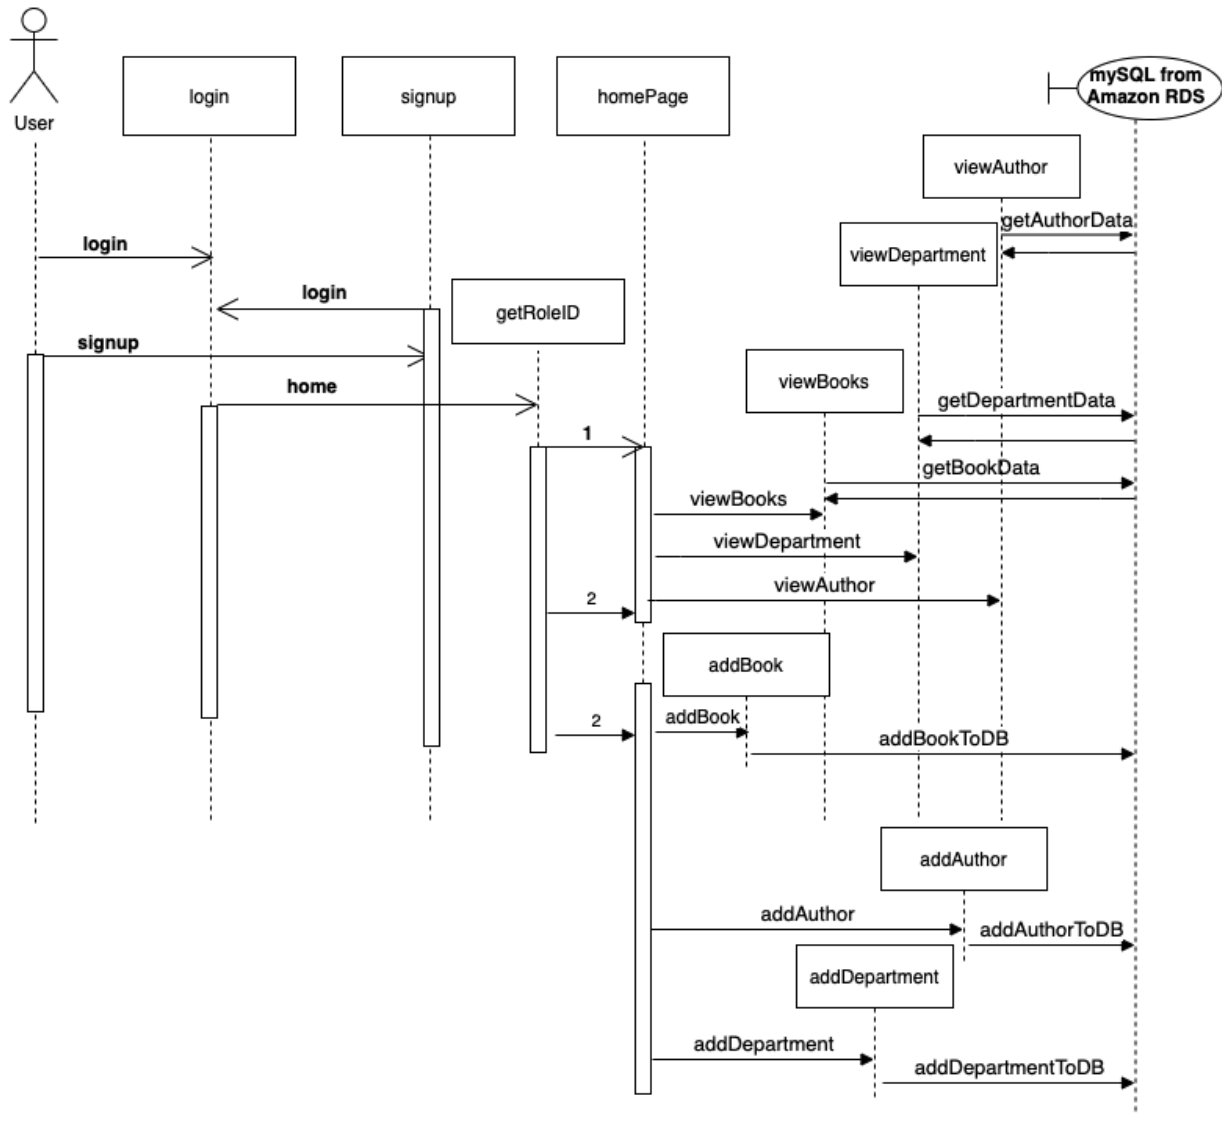 User
login
signup
homePage
mySQL from
Amazon RDS
viewAuthor
getAuthorData
login
viewDepartment
login
getRoleID
signup
viewBooks
home
getDepartmentData
1
getBookData
viewBooks
viewDepartment
viewAuthor
2
addBook
2
addBook
addBookToDB
addAuthor
addAuthor
addAuthorToDB
addDepartment
addDepartment
addDepartmentToDB